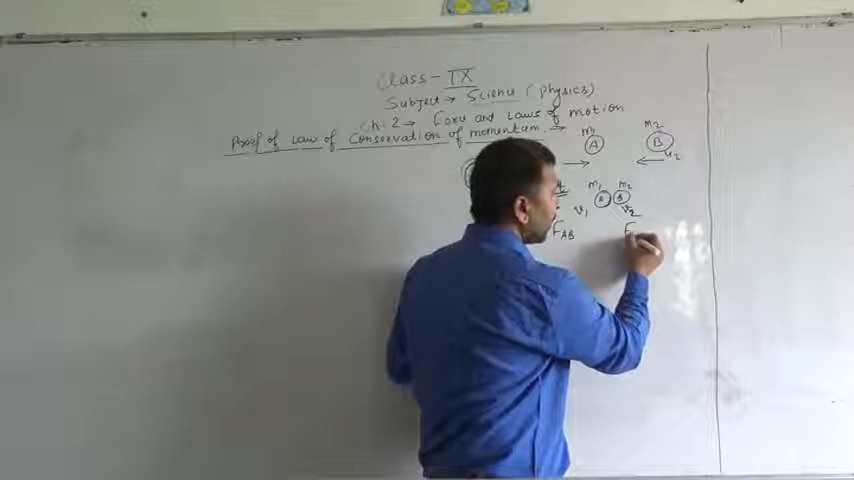 Class - IX
Subject → Science (Physics)
Ch. 2 → Force and Laws of motion
Proof of Law of Conservation of momentum →
m1 A
m2 B
u2
m1 m2
A B
v1 v2
FAB F